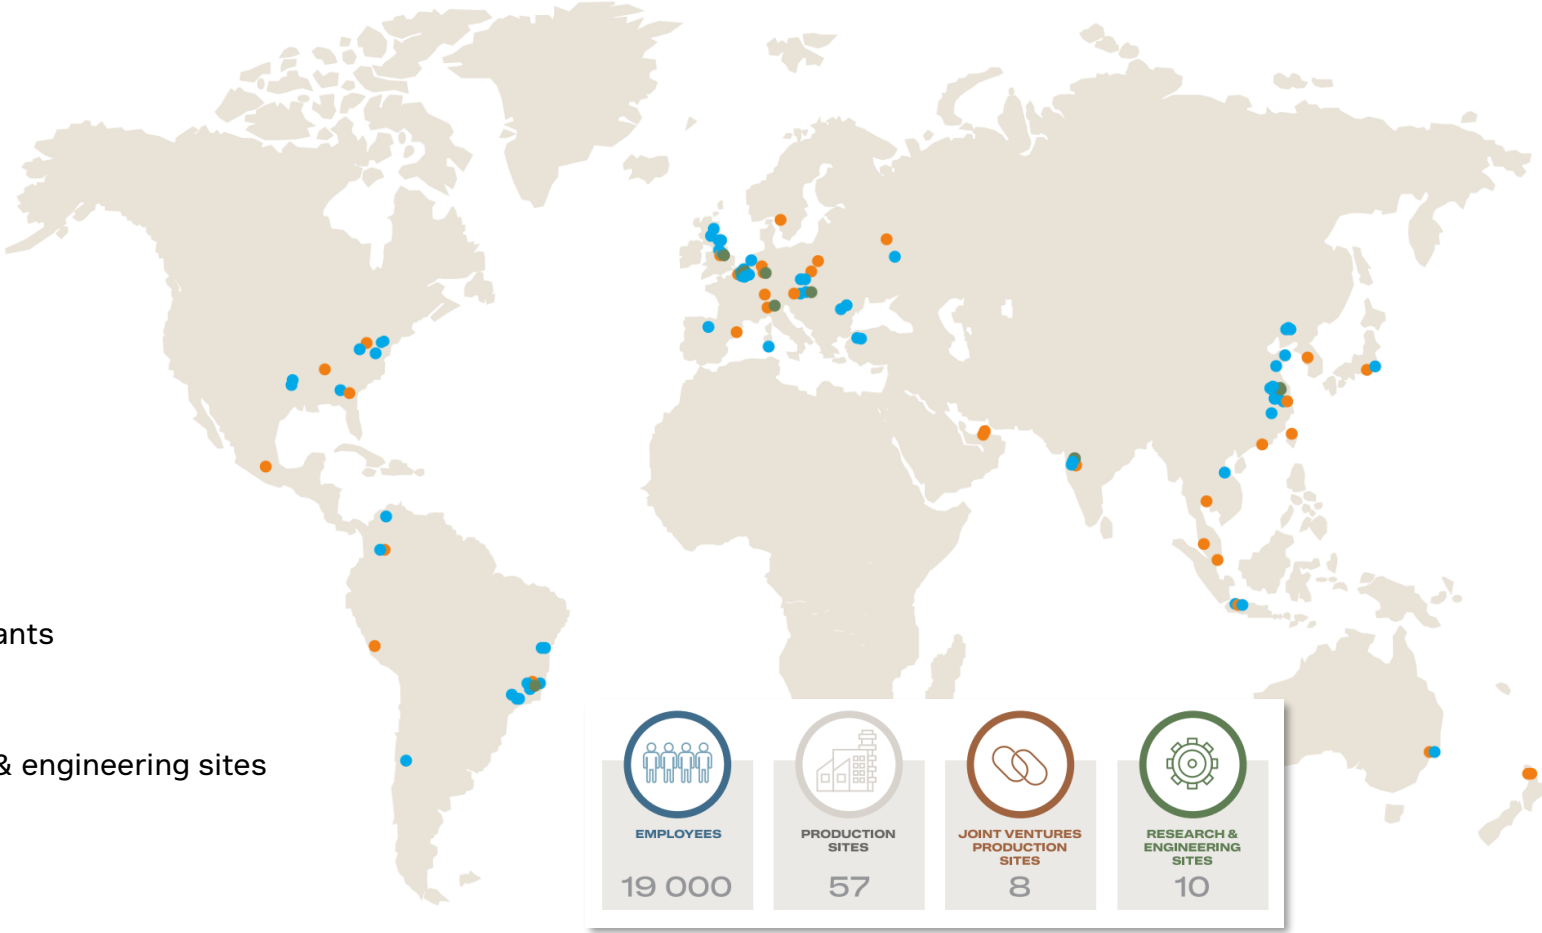 ants
& engineering sites
EMPLOYEES
19 000
PRODUCTION
SITES
57
JOINT VENTURES
PRODUCTION
SITES
8
RESEARCH &
ENGINEERING
SITES
10